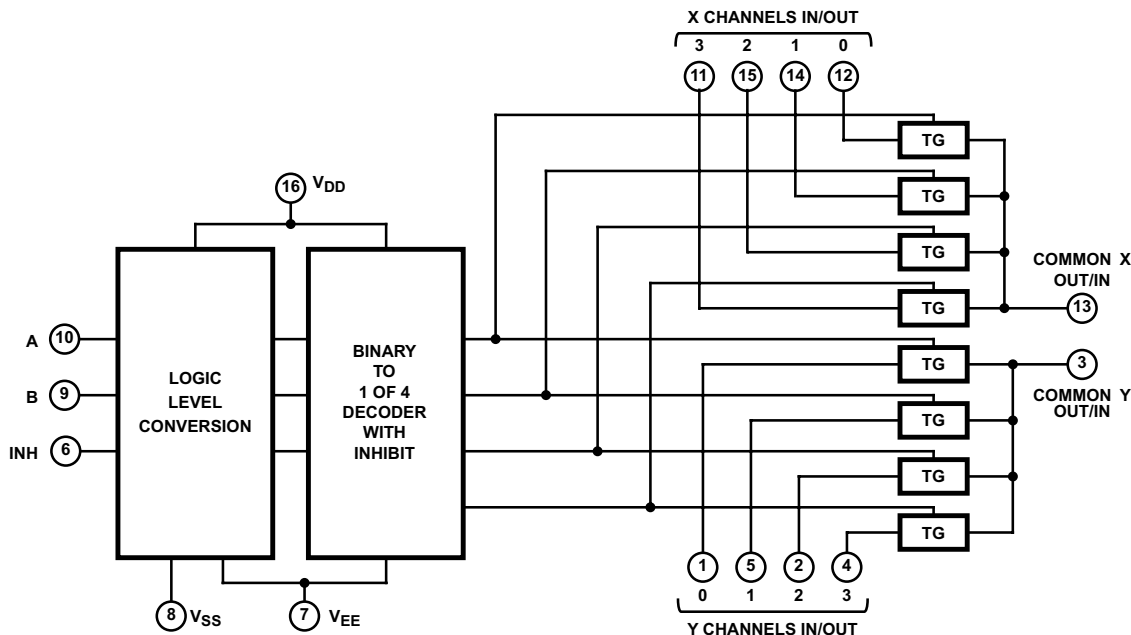 X CHANNELS IN/OUT
3 2 1 0
11 15 14 12
TG
TG
TG
TG
COMMON X
OUT/IN
13
16 VDD
A 10
B 9
INH 6
LOGIC
LEVEL
CONVERSION
BINARY
TO
1 OF 4
DECODER
WITH
INHIBIT
TG
TG
TG
TG
3
COMMON Y
OUT/IN
8 VSS
7 VEE
1 5 2 4
0 1 2 3
Y CHANNELS IN/OUT